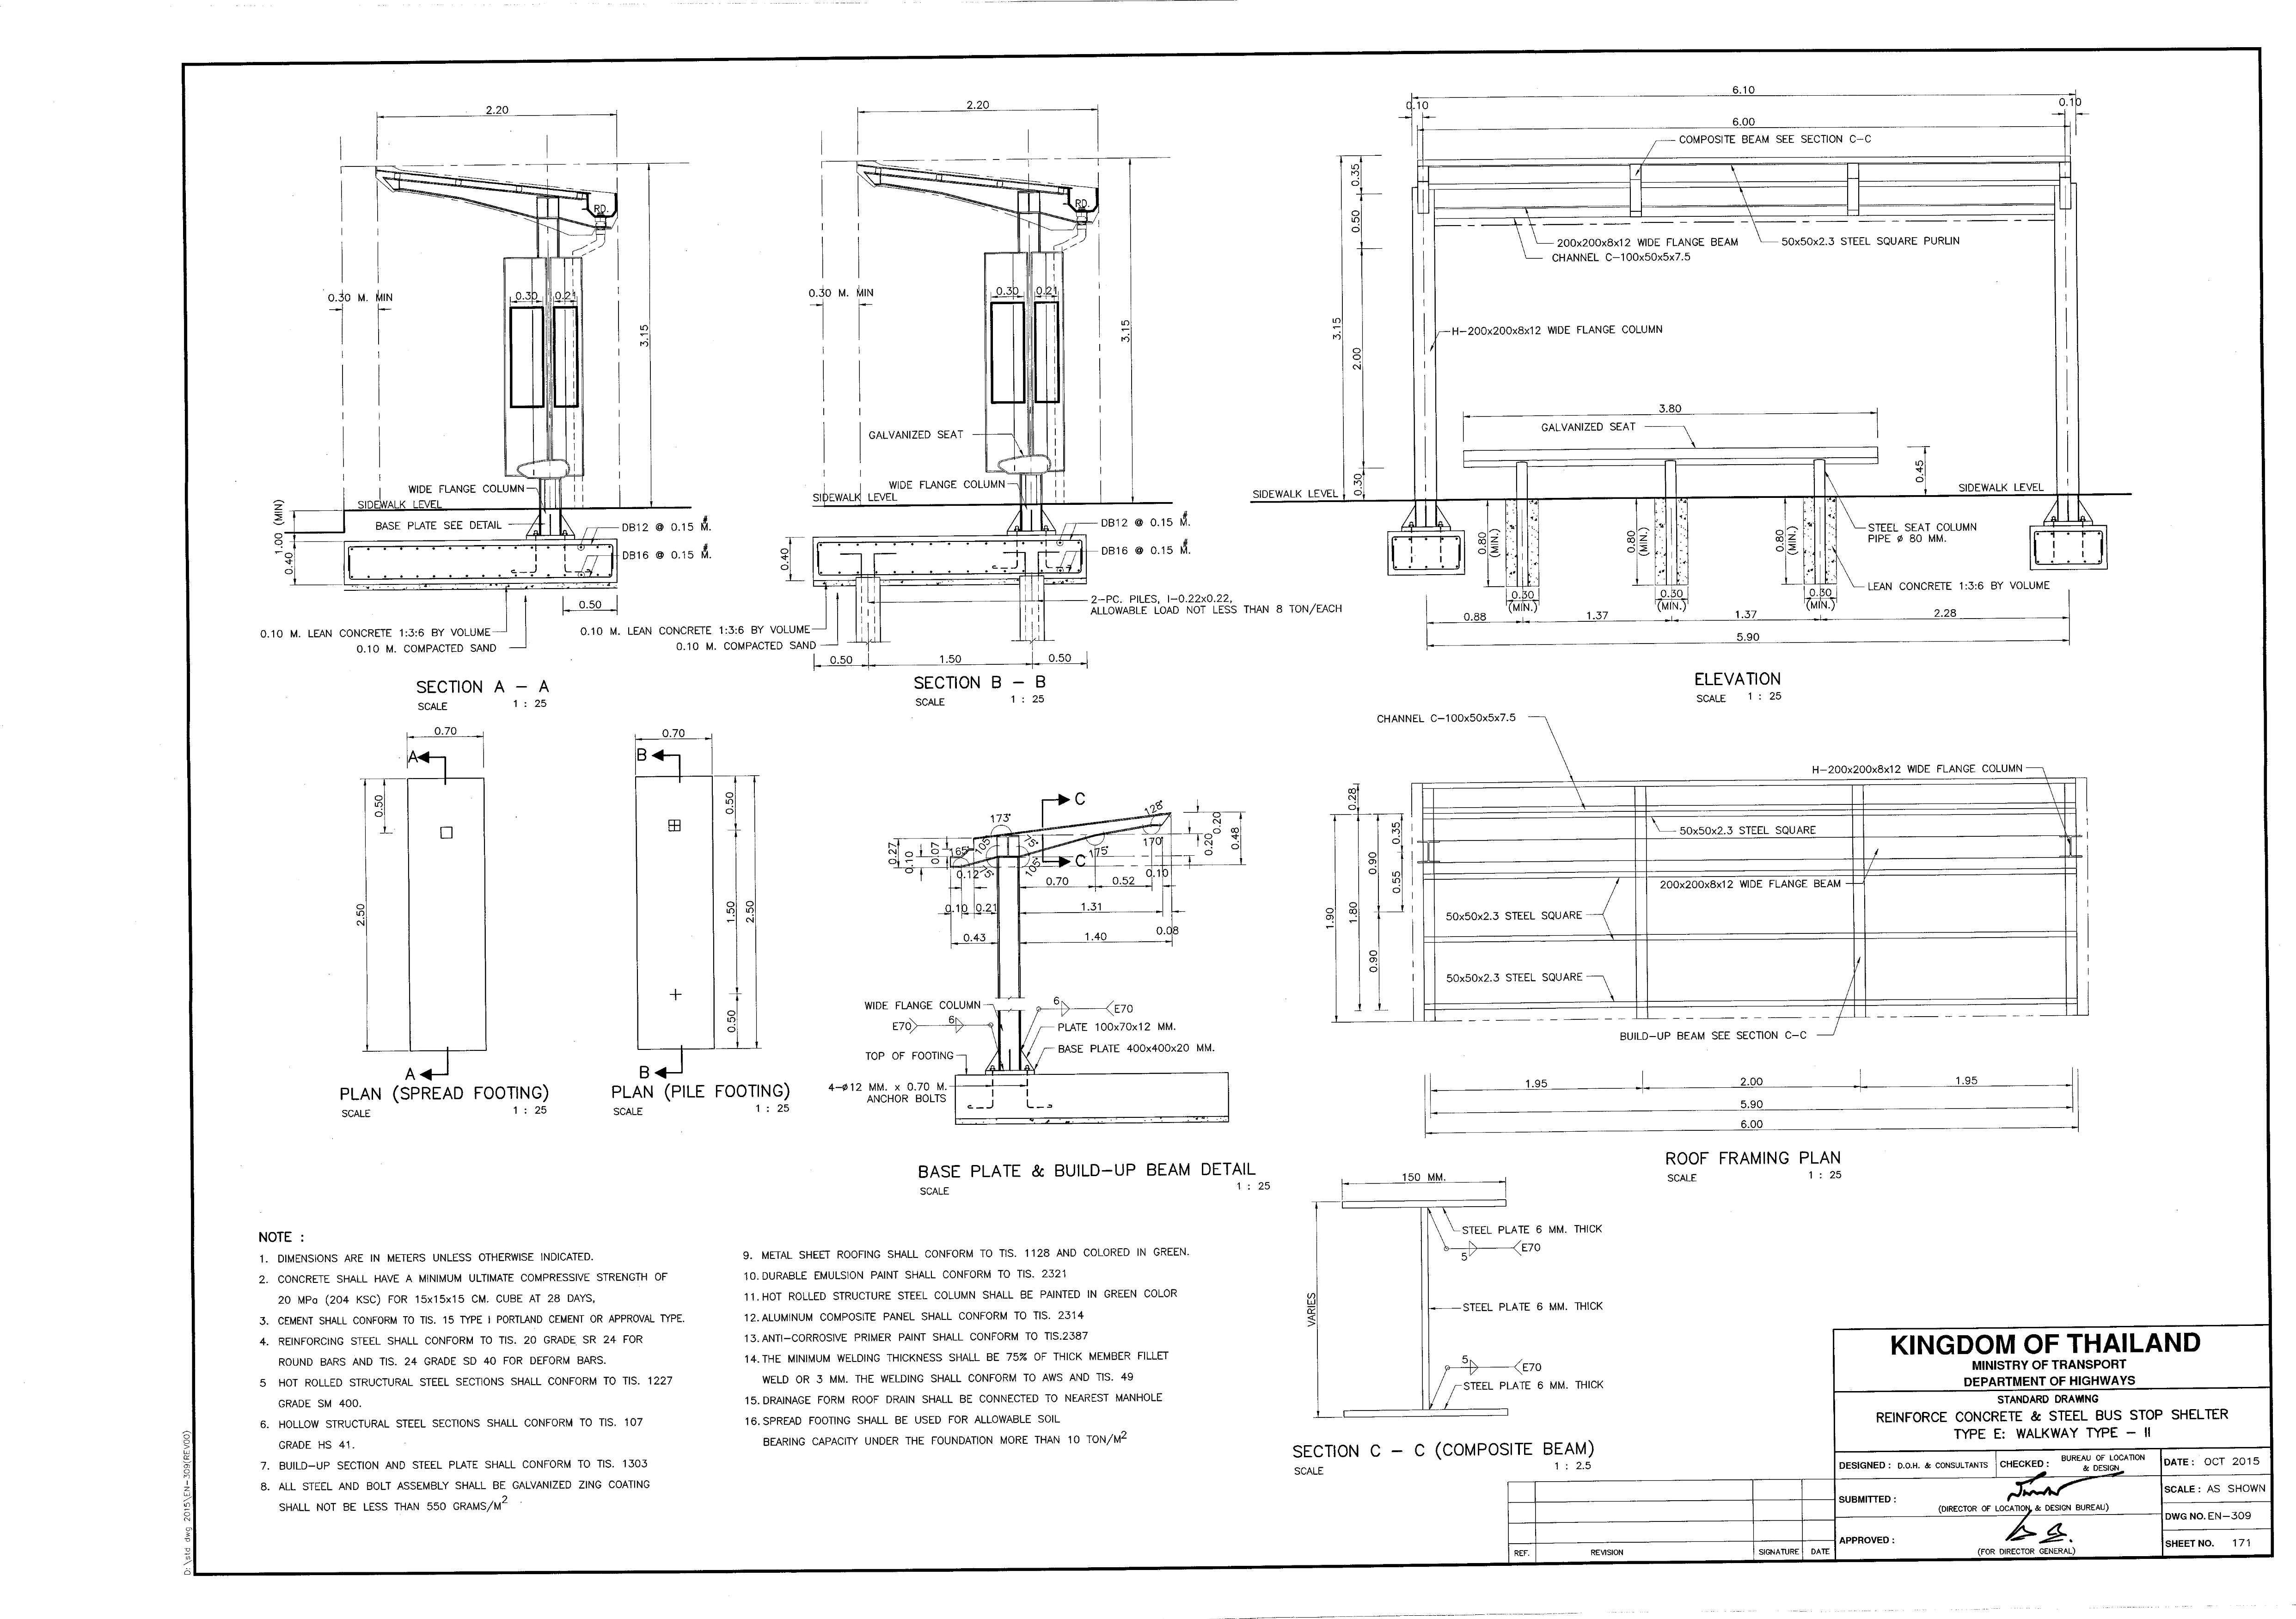 2.20
0.30 M. MIN
0.30
0.21
RD.
3.15
WIDE FLANGE COLUMN
SIDEWALK LEVEL
BASE PLATE SEE DETAIL
1.00 (MIN)
0.40
DB12 @ 0.15 M.#
DB16 @ 0.15 M.#
0.50
0.10 M. LEAN CONCRETE 1:3:6 BY VOLUME
0.10 M. COMPACTED SAND
SECTION A – A
SCALE 1 : 25
2.20
0.30 M. MIN
0.30
0.21
RD.
3.15
GALVANIZED SEAT
WIDE FLANGE COLUMN
SIDEWALK LEVEL
0.40
DB12 @ 0.15 M.#
DB16 @ 0.15 M.#
2–PC. PILES, I–0.22x0.22,
ALLOWABLE LOAD NOT LESS THAN 8 TON/EACH
0.10 M. LEAN CONCRETE 1:3:6 BY VOLUME
0.10 M. COMPACTED SAND
0.50
1.50
0.50
SECTION B – B
SCALE 1 : 25
6.10
0.10
0.10
6.00
COMPOSITE BEAM SEE SECTION C–C
0.35
0.50
200x200x8x12 WIDE FLANGE BEAM
50x50x2.3 STEEL SQUARE PURLIN
CHANNEL C–100x50x5x7.5
H–200x200x8x12 WIDE FLANGE COLUMN
3.15
2.00
3.80
GALVANIZED SEAT
0.30
0.45
SIDEWALK LEVEL
SIDEWALK LEVEL
0.80 (MIN.)
0.80 (MIN.)
0.80 (MIN.)
STEEL SEAT COLUMN
PIPE ø 80 MM.
LEAN CONCRETE 1:3:6 BY VOLUME
0.30 (MIN.)
0.30 (MIN.)
0.30 (MIN.)
0.88
1.37
1.37
2.28
5.90
ELEVATION
SCALE 1 : 25
0.70
A
0.50
2.50
A
PLAN (SPREAD FOOTING)
SCALE 1 : 25
0.70
B
0.50
1.50
2.50
0.50
B
PLAN (PILE FOOTING)
SCALE 1 : 25
C
C
173°
128°
165°
105°
75°
75°
105°
175°
170°
0.27
0.10
0.07
0.20
0.20
0.48
0.12
0.70
0.52
0.10
0.10
0.21
1.31
0.08
0.43
1.40
WIDE FLANGE COLUMN
E70
6
6
E70
PLATE 100x70x12 MM.
BASE PLATE 400x400x20 MM.
TOP OF FOOTING
4–ø12 MM. x 0.70 M.
ANCHOR BOLTS
BASE PLATE & BUILD–UP BEAM DETAIL
SCALE 1 : 25
CHANNEL C–100x50x5x7.5
H–200x200x8x12 WIDE FLANGE COLUMN
0.28
0.35
0.90
0.55
1.80
1.90
0.90
50x50x2.3 STEEL SQUARE
200x200x8x12 WIDE FLANGE BEAM
50x50x2.3 STEEL SQUARE
50x50x2.3 STEEL SQUARE
BUILD–UP BEAM SEE SECTION C–C
1.95
2.00
1.95
5.90
6.00
ROOF FRAMING PLAN
SCALE 1 : 25
150 MM.
STEEL PLATE 6 MM. THICK
5
E70
VARIES
STEEL PLATE 6 MM. THICK
5
E70
STEEL PLATE 6 MM. THICK
SECTION C – C (COMPOSITE BEAM)
SCALE 1 : 2.5
NOTE :
1. DIMENSIONS ARE IN METERS UNLESS OTHERWISE INDICATED.
2. CONCRETE SHALL HAVE A MINIMUM ULTIMATE COMPRESSIVE STRENGTH OF
20 MPa (204 KSC) FOR 15x15x15 CM. CUBE AT 28 DAYS,
3. CEMENT SHALL CONFORM TO TIS. 15 TYPE I PORTLAND CEMENT OR APPROVAL TYPE.
4. REINFORCING STEEL SHALL CONFORM TO TIS. 20 GRADE SR 24 FOR
ROUND BARS AND TIS. 24 GRADE SD 40 FOR DEFORM BARS.
5 HOT ROLLED STRUCTURAL STEEL SECTIONS SHALL CONFORM TO TIS. 1227
GRADE SM 400.
6. HOLLOW STRUCTURAL STEEL SECTIONS SHALL CONFORM TO TIS. 107
GRADE HS 41.
7. BUILD–UP SECTION AND STEEL PLATE SHALL CONFORM TO TIS. 1303
8. ALL STEEL AND BOLT ASSEMBLY SHALL BE GALVANIZED ZING COATING
SHALL NOT BE LESS THAN 550 GRAMS/M²
9. METAL SHEET ROOFING SHALL CONFORM TO TIS. 1128 AND COLORED IN GREEN.
10. DURABLE EMULSION PAINT SHALL CONFORM TO TIS. 2321
11. HOT ROLLED STRUCTURE STEEL COLUMN SHALL BE PAINTED IN GREEN COLOR
12. ALUMINUM COMPOSITE PANEL SHALL CONFORM TO TIS. 2314
13. ANTI–CORROSIVE PRIMER PAINT SHALL CONFORM TO TIS.2387
14. THE MINIMUM WELDING THICKNESS SHALL BE 75% OF THICK MEMBER FILLET
WELD OR 3 MM. THE WELDING SHALL CONFORM TO AWS AND TIS. 49
15. DRAINAGE FORM ROOF DRAIN SHALL BE CONNECTED TO NEAREST MANHOLE
16. SPREAD FOOTING SHALL BE USED FOR ALLOWABLE SOIL
BEARING CAPACITY UNDER THE FOUNDATION MORE THAN 10 TON/M²
REF.
REVISION
SIGNATURE
DATE
KINGDOM OF THAILAND
MINISTRY OF TRANSPORT
DEPARTMENT OF HIGHWAYS
STANDARD DRAWING
REINFORCE CONCRETE & STEEL BUS STOP SHELTER
TYPE E: WALKWAY TYPE – II
DESIGNED : D.O.H. & CONSULTANTS
CHECKED : BUREAU OF LOCATION & DESIGN
DATE : OCT 2015
SUBMITTED :
(DIRECTOR OF LOCATION & DESIGN BUREAU)
SCALE : AS SHOWN
DWG NO. EN–309
APPROVED :
(FOR DIRECTOR GENERAL)
SHEET NO. 171
D:\std dwg 2015\EN–309(REV00)